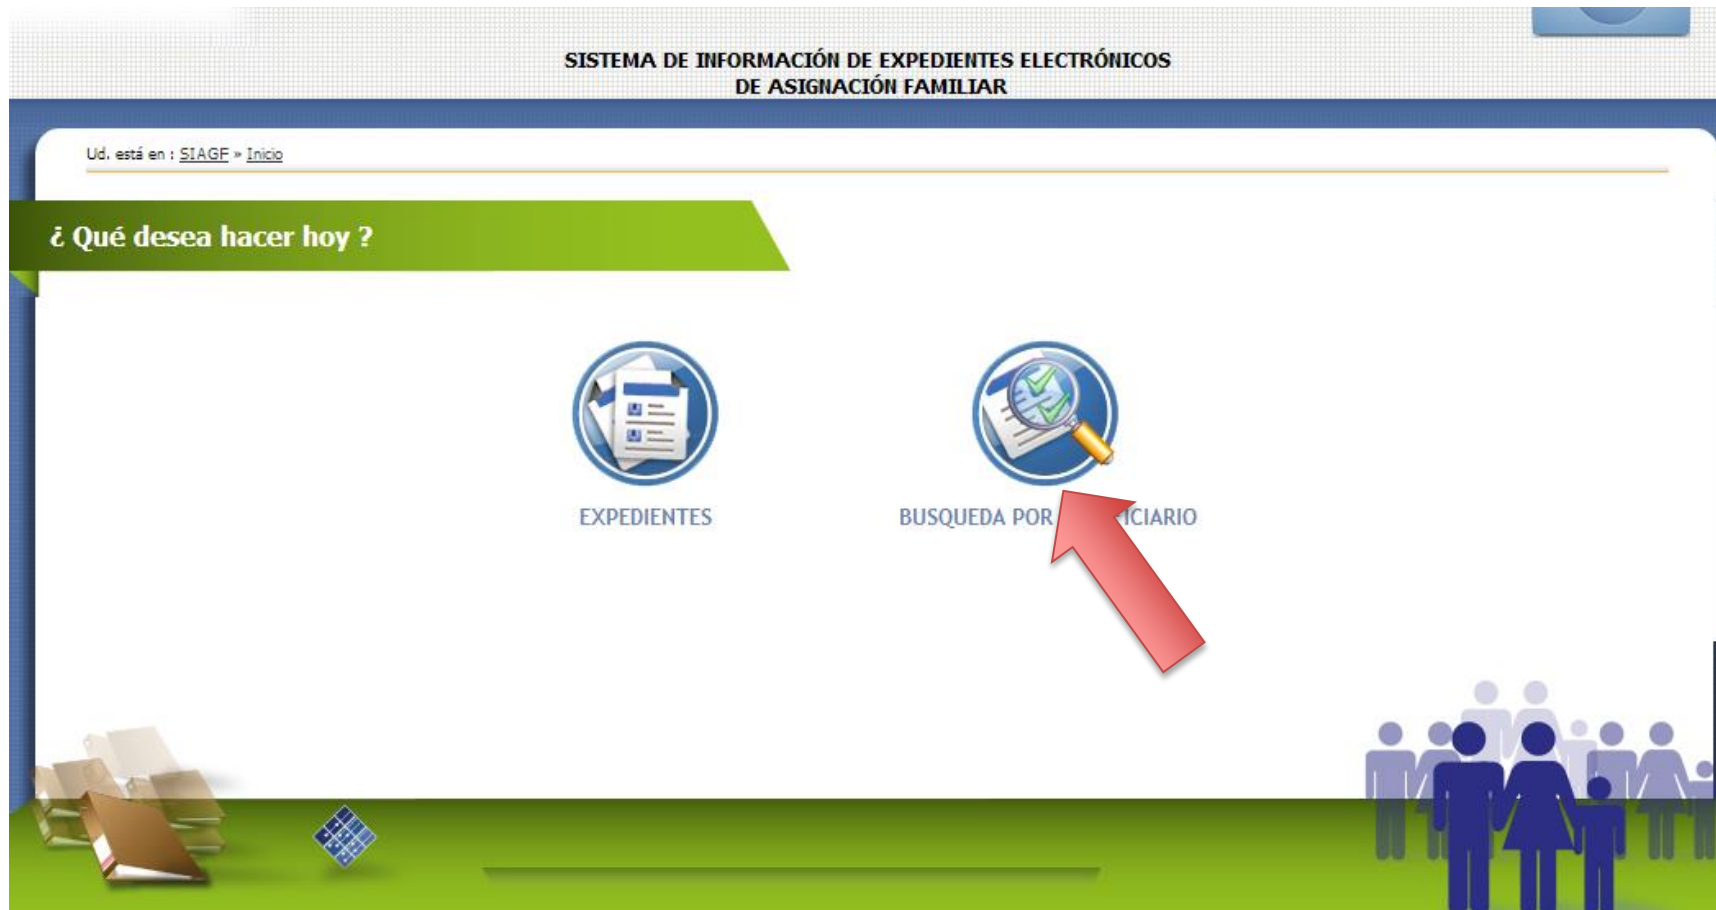 SISTEMA DE INFORMACIÓN DE EXPEDIENTES ELECTRÓNICOS
DE ASIGNACIÓN FAMILIAR
Ud. está en : SIAGF » Inicio
¿ Qué desea hacer hoy ?
EXPEDIENTES
BUSQUEDA POR